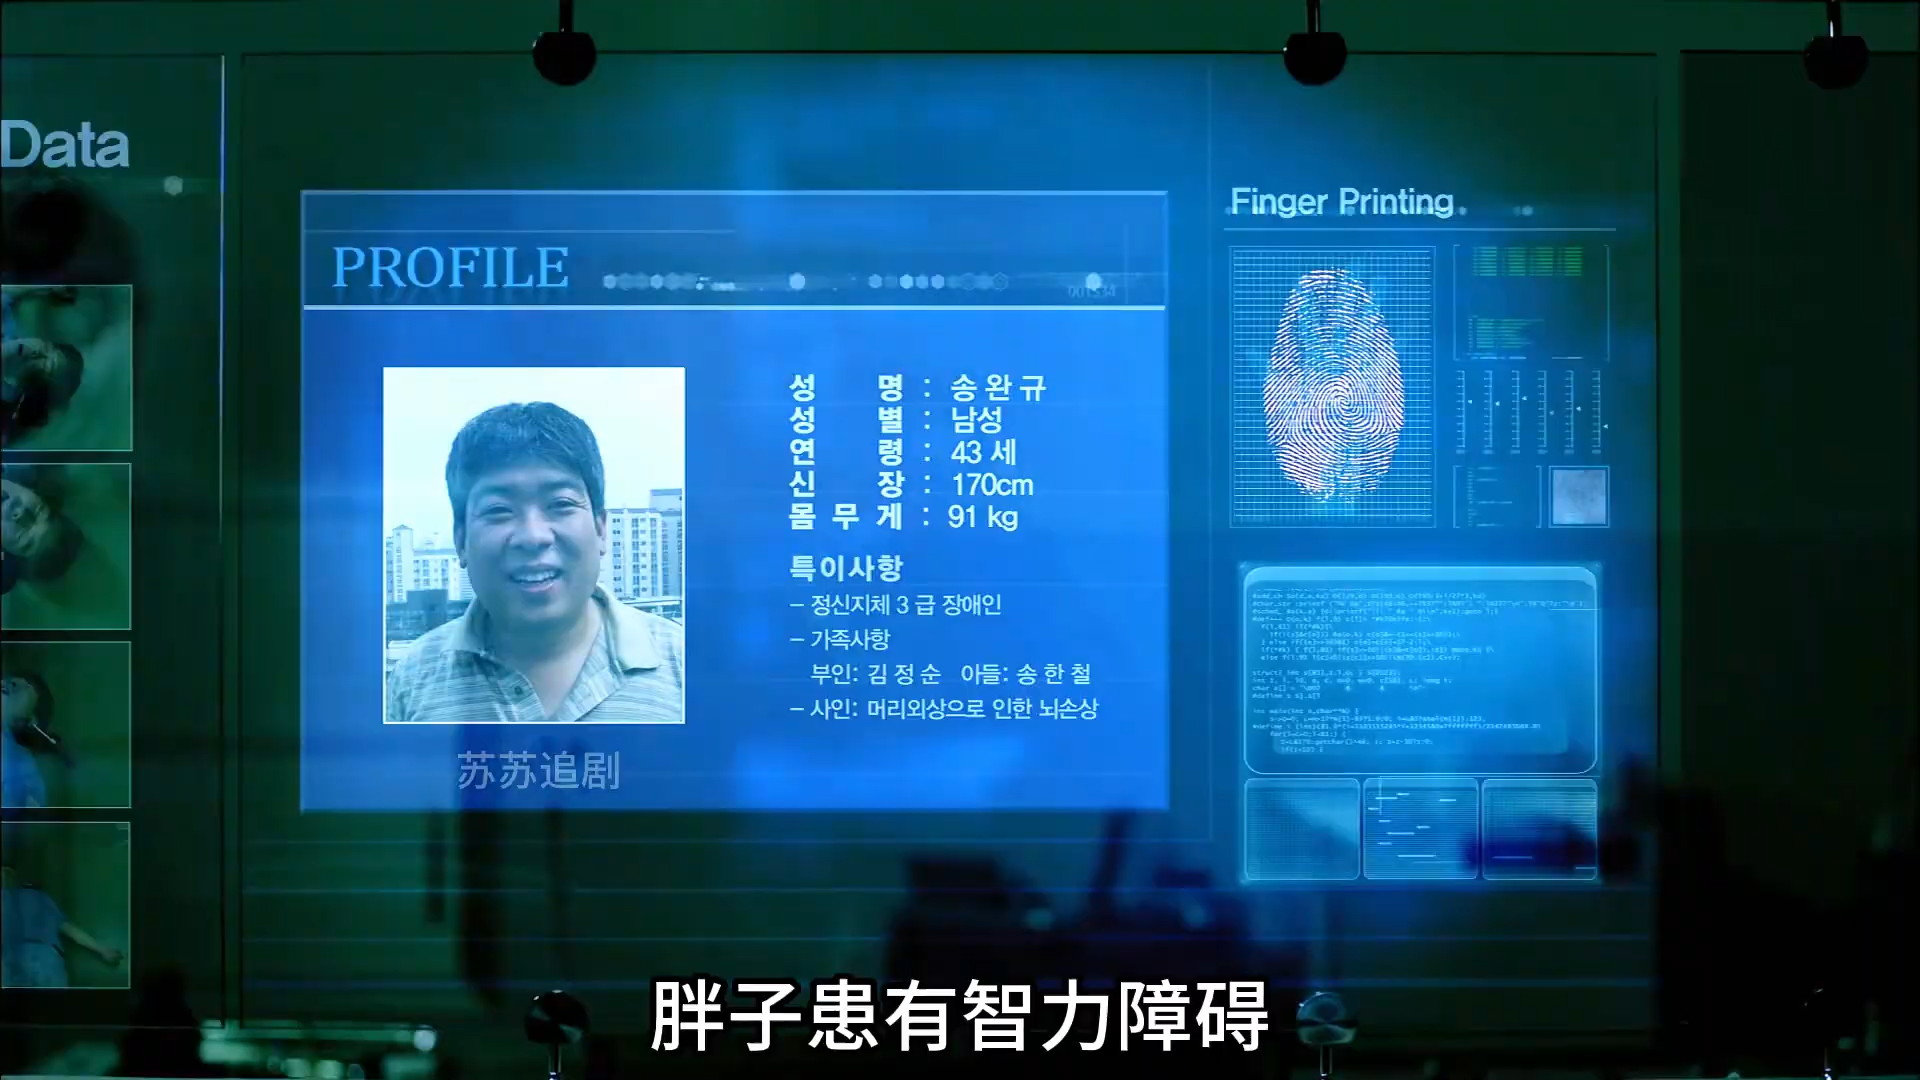 Data
PROFILE
001534
성 명 : 송 완 규
성 별 : 남성
연 령 : 43 세
신 장 : 170cm
몸 무 게 : 91 kg
특이사항
– 정신지체 3 급 장애인
– 가족사항
부인: 김 정 순 아들: 송 한 철
– 사인: 머리외상으로 인한 뇌손상
苏苏追剧
Finger Printing
胖子患有智力障碍